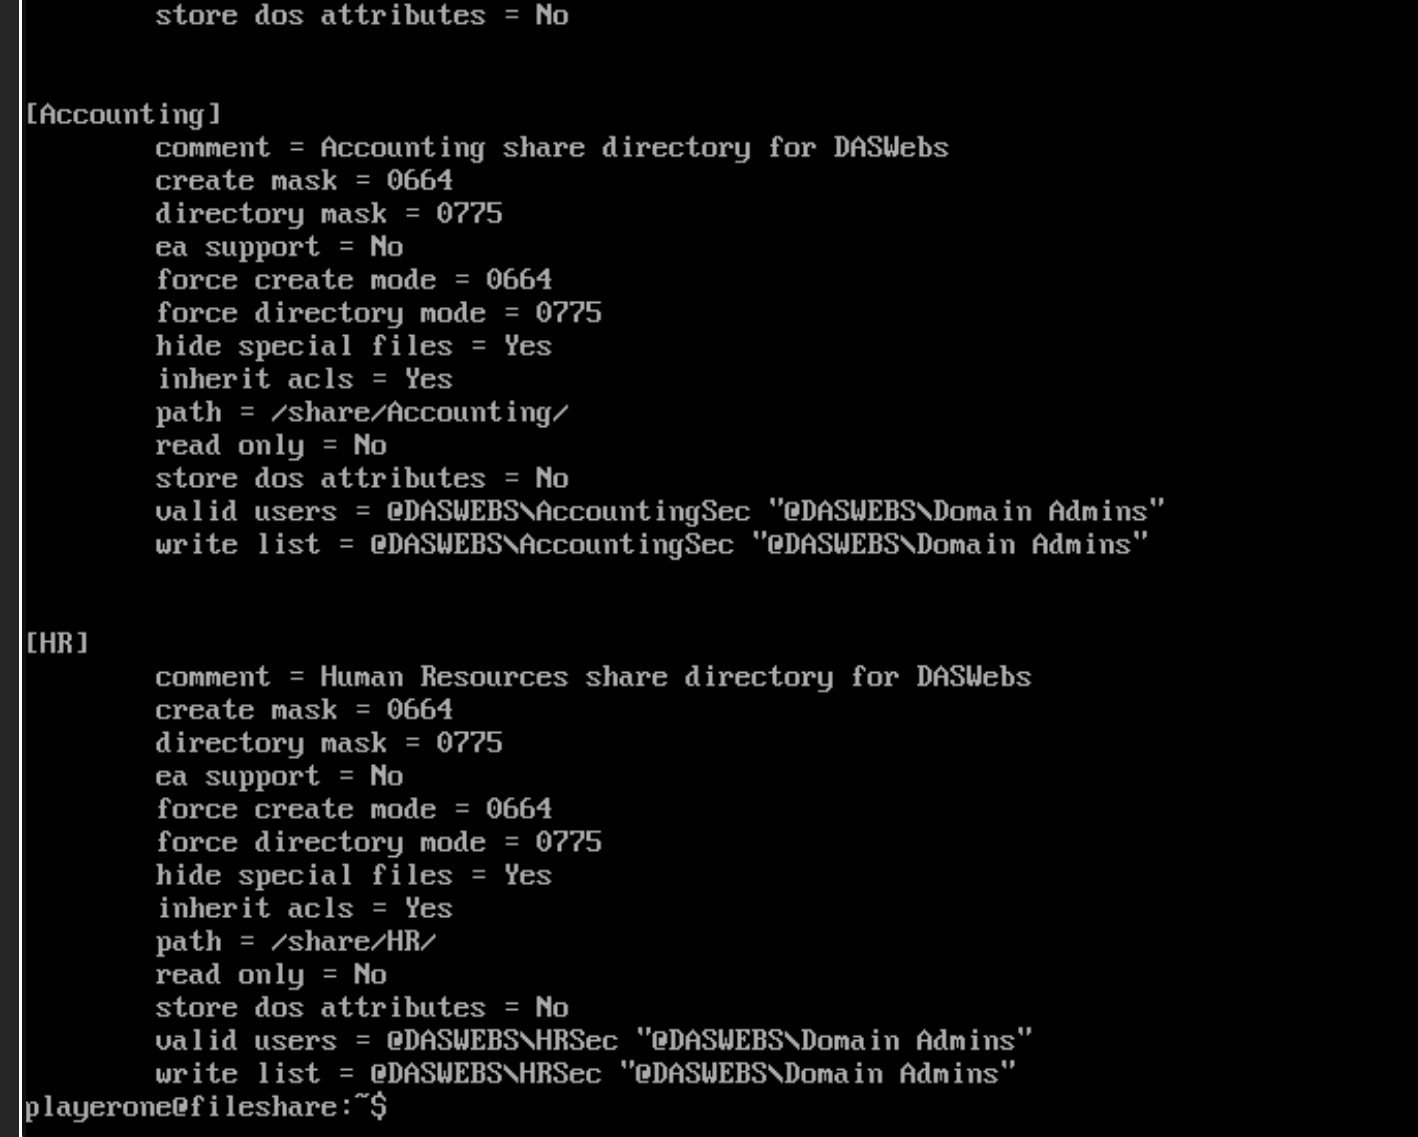 store dos attributes = No
[Accounting]
comment = Accounting share directory for DASWebs
create mask = 0664
directory mask = 0775
ea support = No
force create mode = 0664
force directory mode = 0775
hide special files = Yes
inherit acls = Yes
path = /share/Accounting/
read only = No
store dos attributes = No
valid users = @DASWEBS\AccountingSec "@DASWEBS\Domain Admins"
write list = @DASWEBS\AccountingSec "@DASWEBS\Domain Admins"
[HR]
comment = Human Resources share directory for DASWebs
create mask = 0664
directory mask = 0775
ea support = No
force create mode = 0664
force directory mode = 0775
hide special files = Yes
inherit acls = Yes
path = /share/HR/
read only = No
store dos attributes = No
valid users = @DASWEBS\HRSec "@DASWEBS\Domain Admins"
write list = @DASWEBS\HRSec "@DASWEBS\Domain Admins"
playerone@fileshare:~$